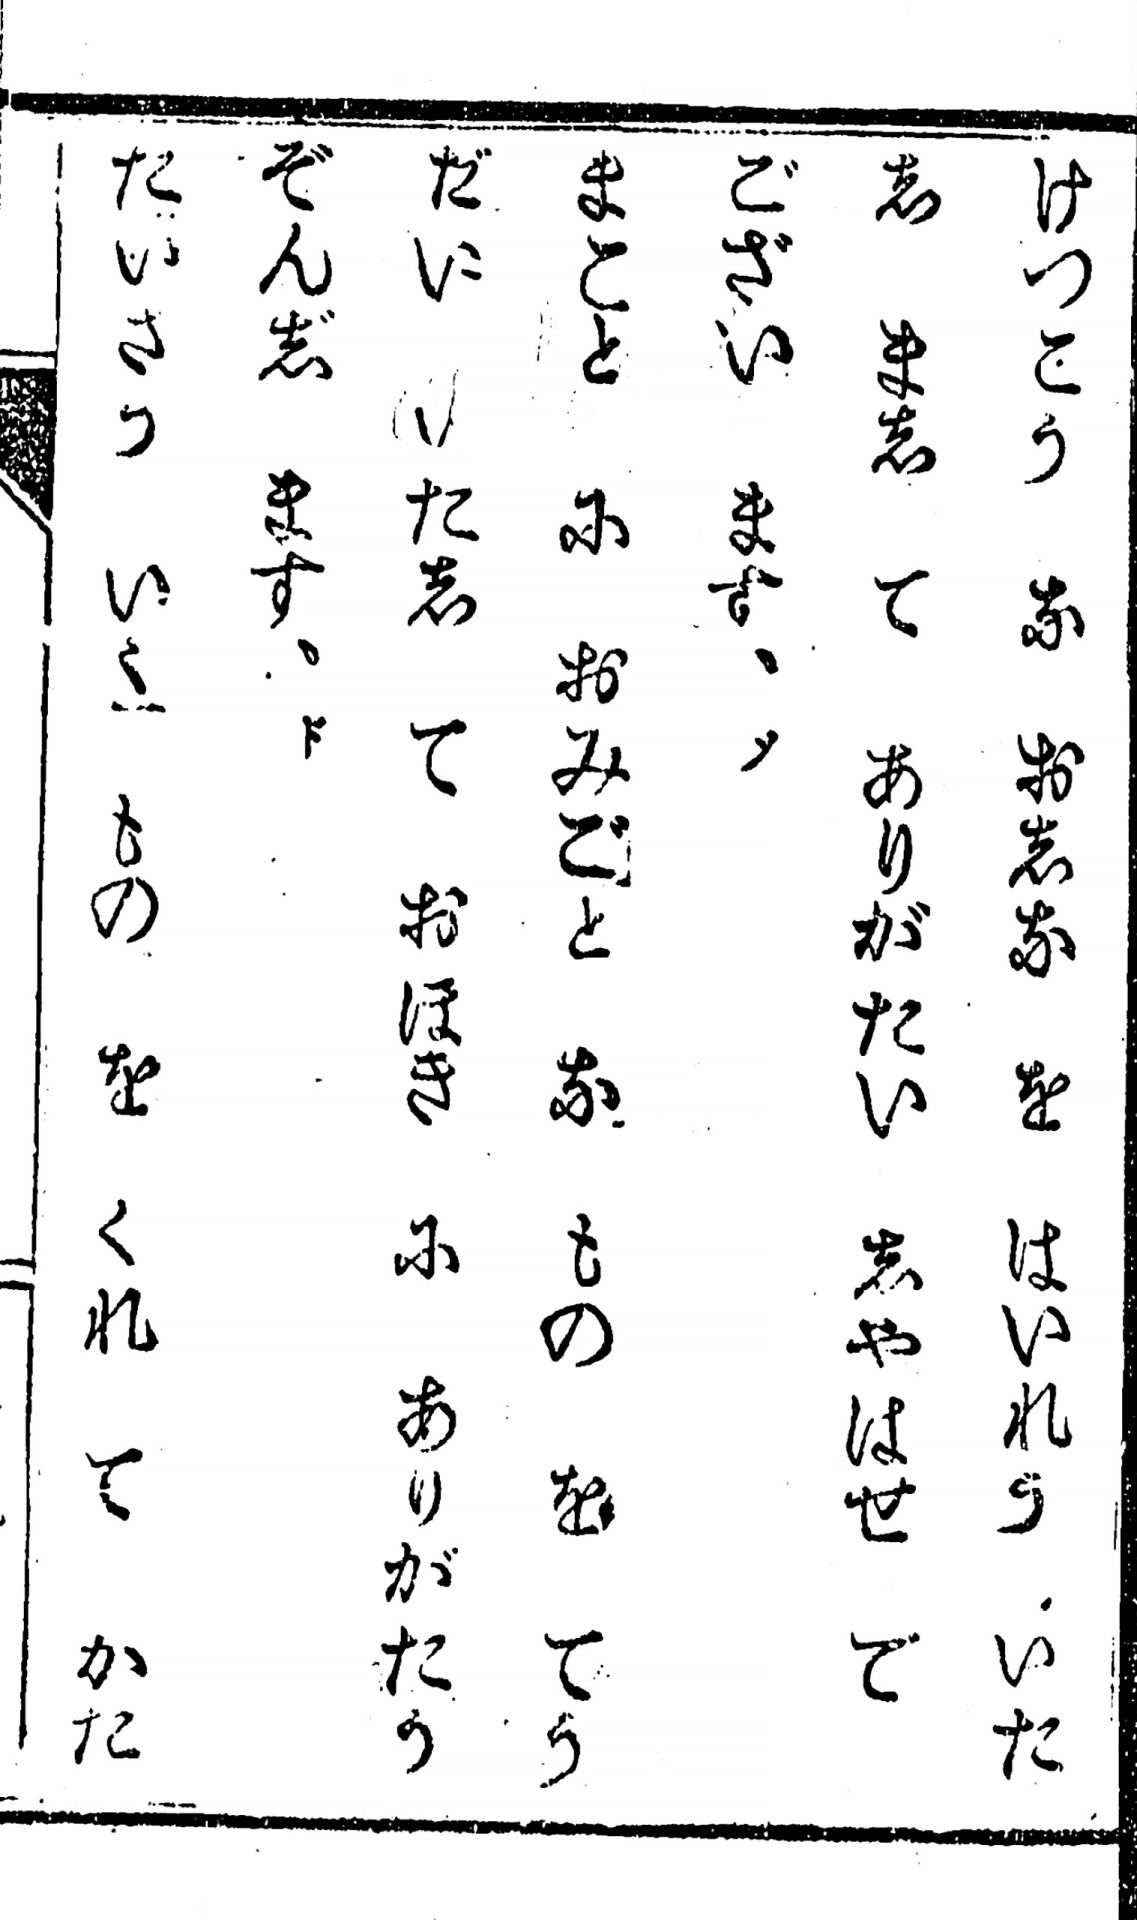 けつこう な おしな を はいれう いた
し まし て ありがたい しやはせ で
ござい ます、メ
まこと に おみごと な もの を てう
だい いたし て おほき に ありがたう
ぞんじ ます、ド
たいさう いゝ もの を くれ て かた